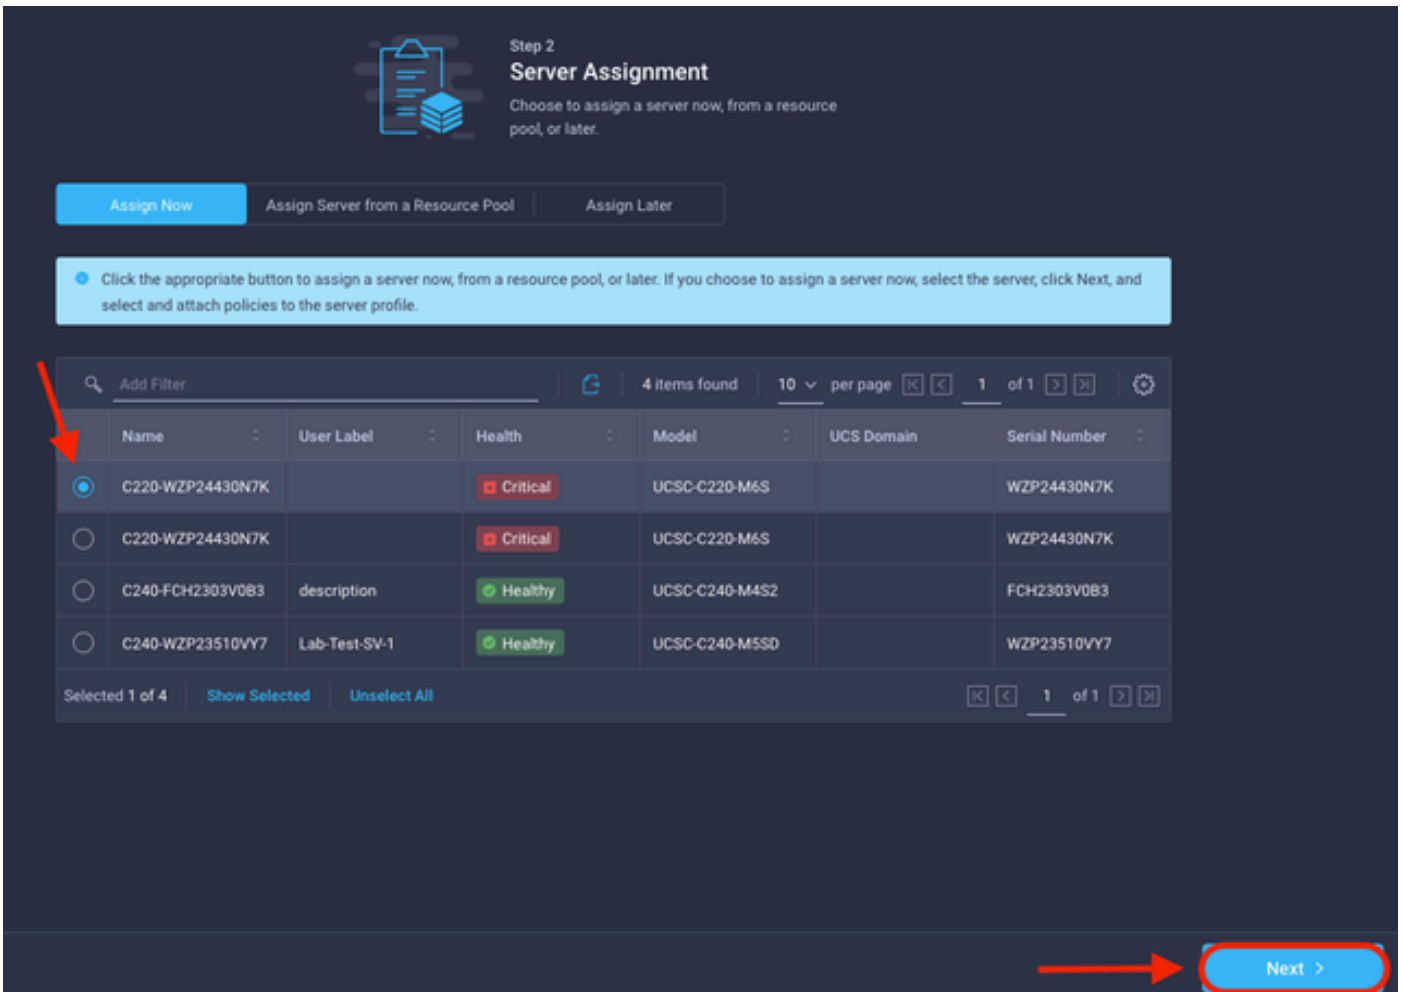 Step 2
Server Assignment
Choose to assign a server now, from a resource
pool, or later.
Assign Now Assign Server from a Resource Pool Assign Later
Click the appropriate button to assign a server now, from a resource pool, or later. If you choose to assign a server now, select the server, click Next, and
select and attach policies to the server profile.
Add Filter 4 items found 10 per page 1 of 1
Name User Label Health Model UCS Domain Serial Number
C220-WZP24430N7K Critical UCSC-C220-M6S WZP24430N7K
C220-WZP24430N7K Critical UCSC-C220-M6S WZP24430N7K
C240-FCH2303V0B3 description Healthy UCSC-C240-M4S2 FCH2303V0B3
C240-WZP23510VY7 Lab-Test-SV-1 Healthy UCSC-C240-M5SD WZP23510VY7
Selected 1 of 4 Show Selected Unselect All 1 of 1
Next >